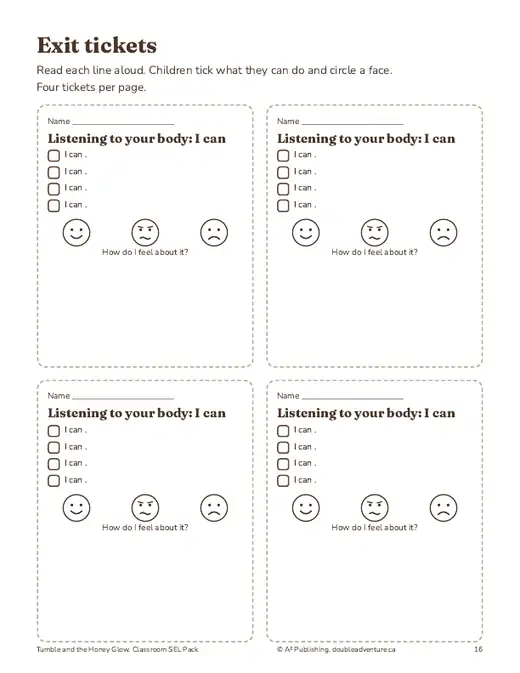 Exit tickets
Read each line aloud. Children tick what they can do and circle a face.
Four tickets per page.
Name
Listening to your body: I can
I can .
I can .
I can .
I can .
How do I feel about it?
Name
Listening to your body: I can
I can .
I can .
I can .
I can .
How do I feel about it?
Name
Listening to your body: I can
I can .
I can .
I can .
I can .
How do I feel about it?
Name
Listening to your body: I can
I can .
I can .
I can .
I can .
How do I feel about it?
Tumble and the Honey Glow. Classroom SEL Pack
© A² Publishing. doubleadventure.ca
16